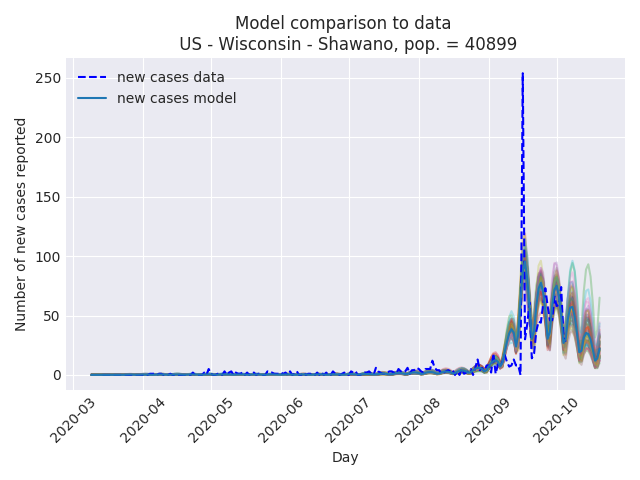 Model comparison to data
US - Wisconsin - Shawano, pop. = 40899
new cases data
new cases model
Number of new cases reported
250
200
150
100
50
0
2020-03
2020-04
2020-05
2020-06
2020-07
2020-08
2020-09
2020-10
Day